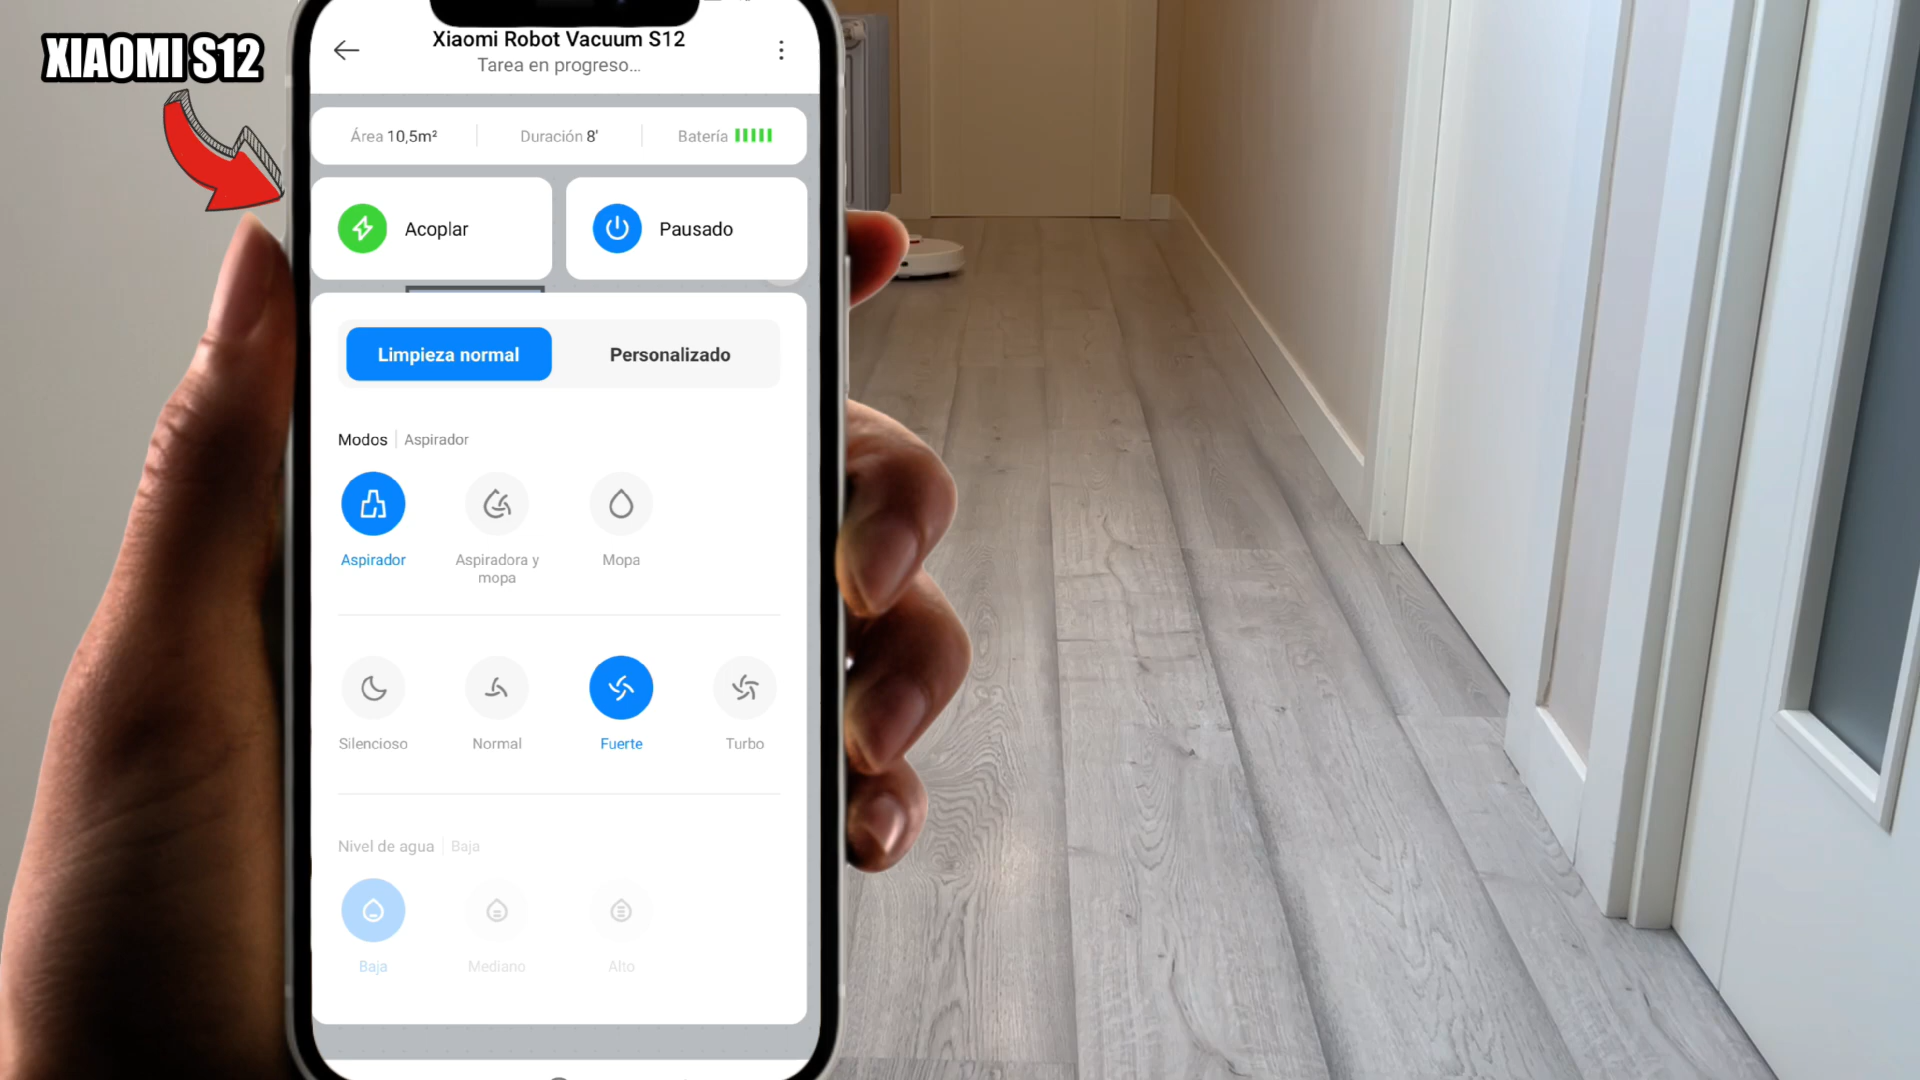 XIAOMI S12
Xiaomi Robot Vacuum S12
Tarea en progreso...
Área 10,5m²
Duración 8'
Batería
Acoplar
Pausado
Limpieza normal
Personalizado
Modos | Aspirador
Aspirador
Aspiradora y
mopa
Mopa
Silencioso
Normal
Fuerte
Turbo
Nivel de agua | Baja
Baja
Mediano
Alto